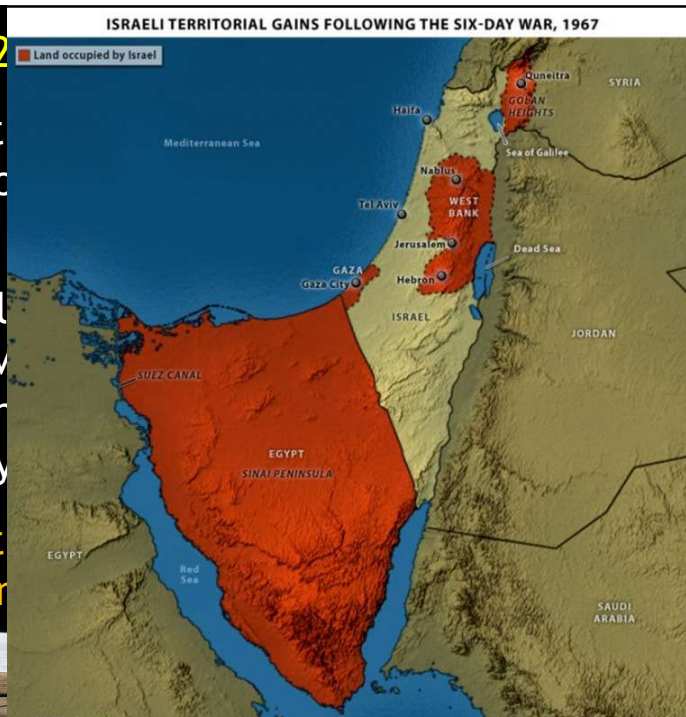 ISRAELI TERRITORIAL GAINS FOLLOWING THE SIX-DAY WAR, 1967
Land occupied by Israel
Quneitra
SYRIA
GOLAN
HEIGHTS
Haifa
Mediterranean Sea
Sea of Galilee
Nablus
WEST
BANK
Tel Aviv
Jerusalem
Dead Sea
GAZA
Gaza City
Hebron
ISRAEL
JORDAN
SUEZ CANAL
EGYPT
SINAI PENINSULA
EGYPT
Red
Sea
SAUDI
ARABIA